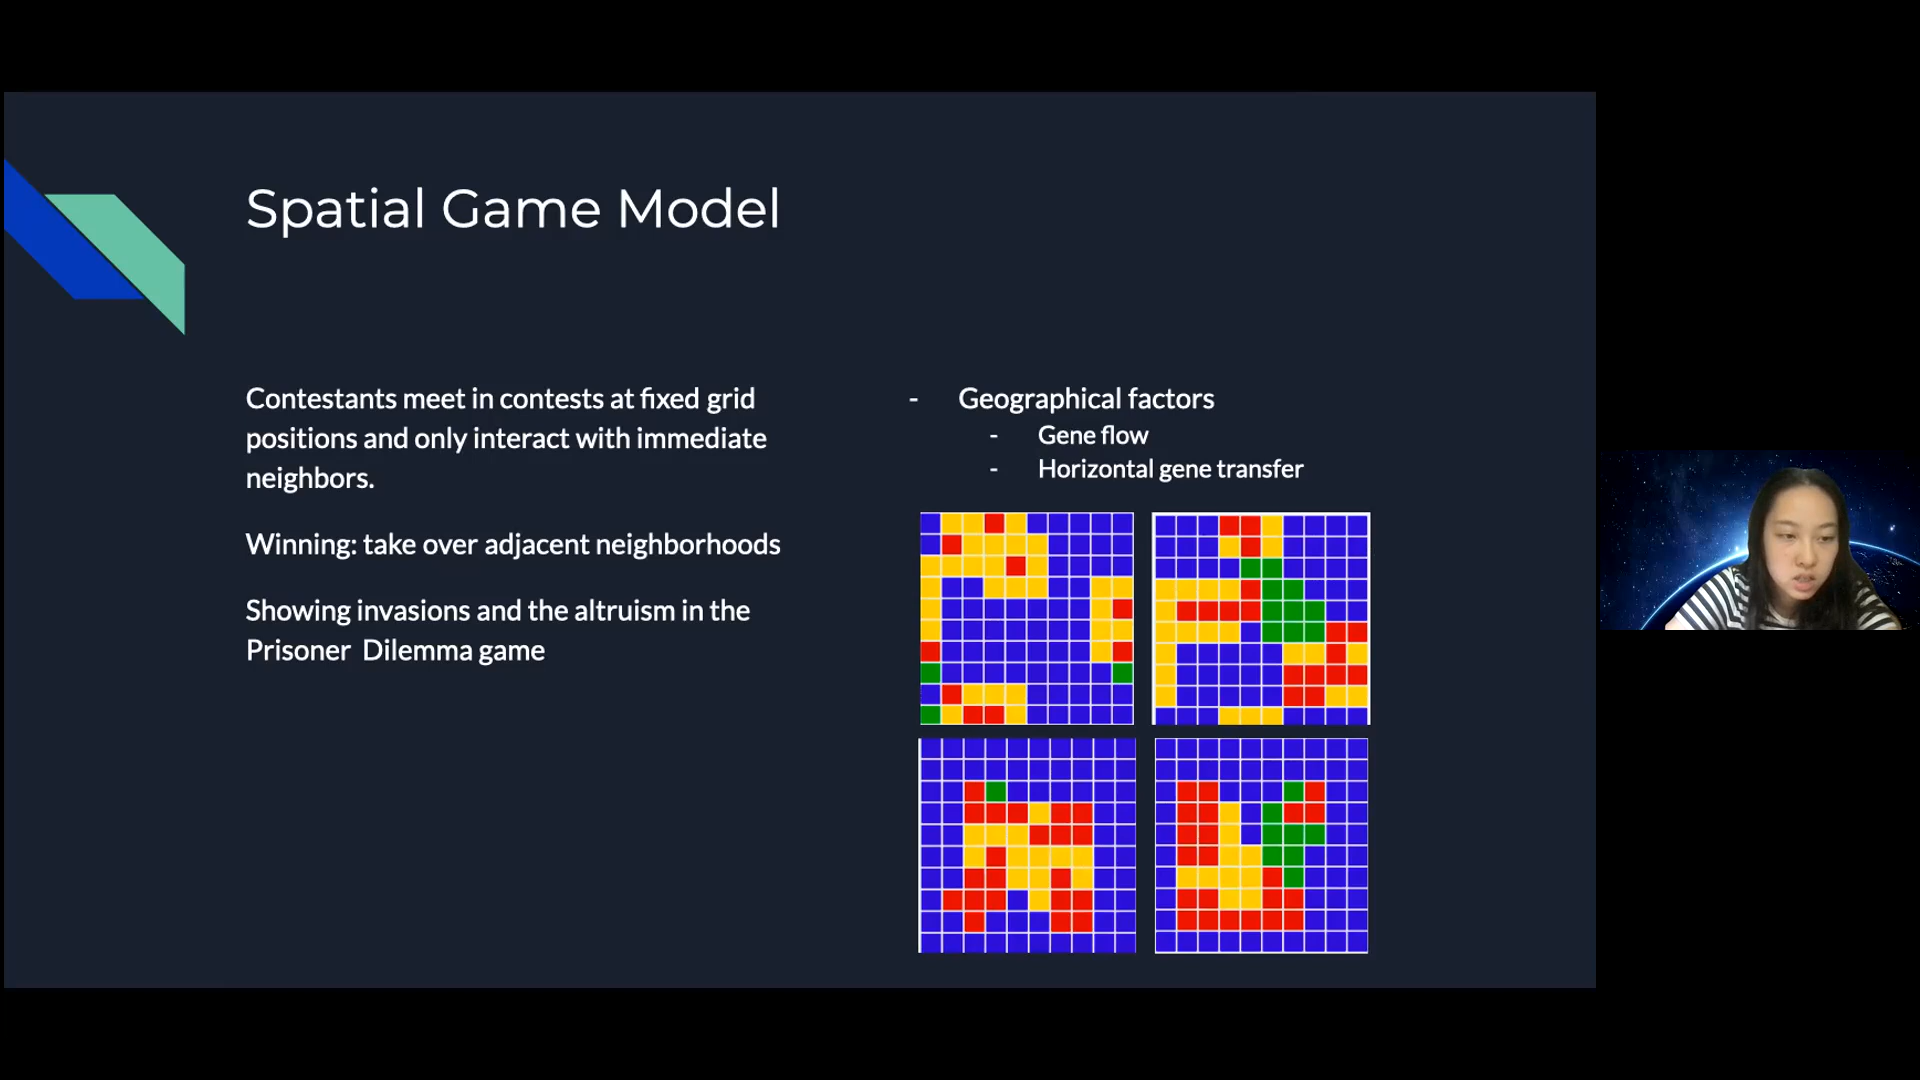 Spatial Game Model
Contestants meet in contests at fixed grid
positions and only interact with immediate
neighbors.
Winning: take over adjacent neighborhoods
Showing invasions and the altruism in the
Prisoner  Dilemma game
- Geographical factors
- Gene flow
- Horizontal gene transfer